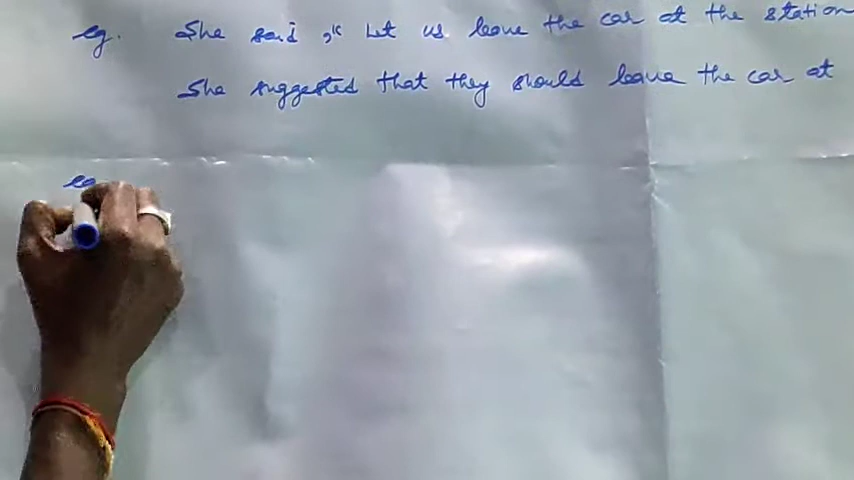 eg. She said ," Let us leave the car at the station
She suggested that they should leave the car at
eg